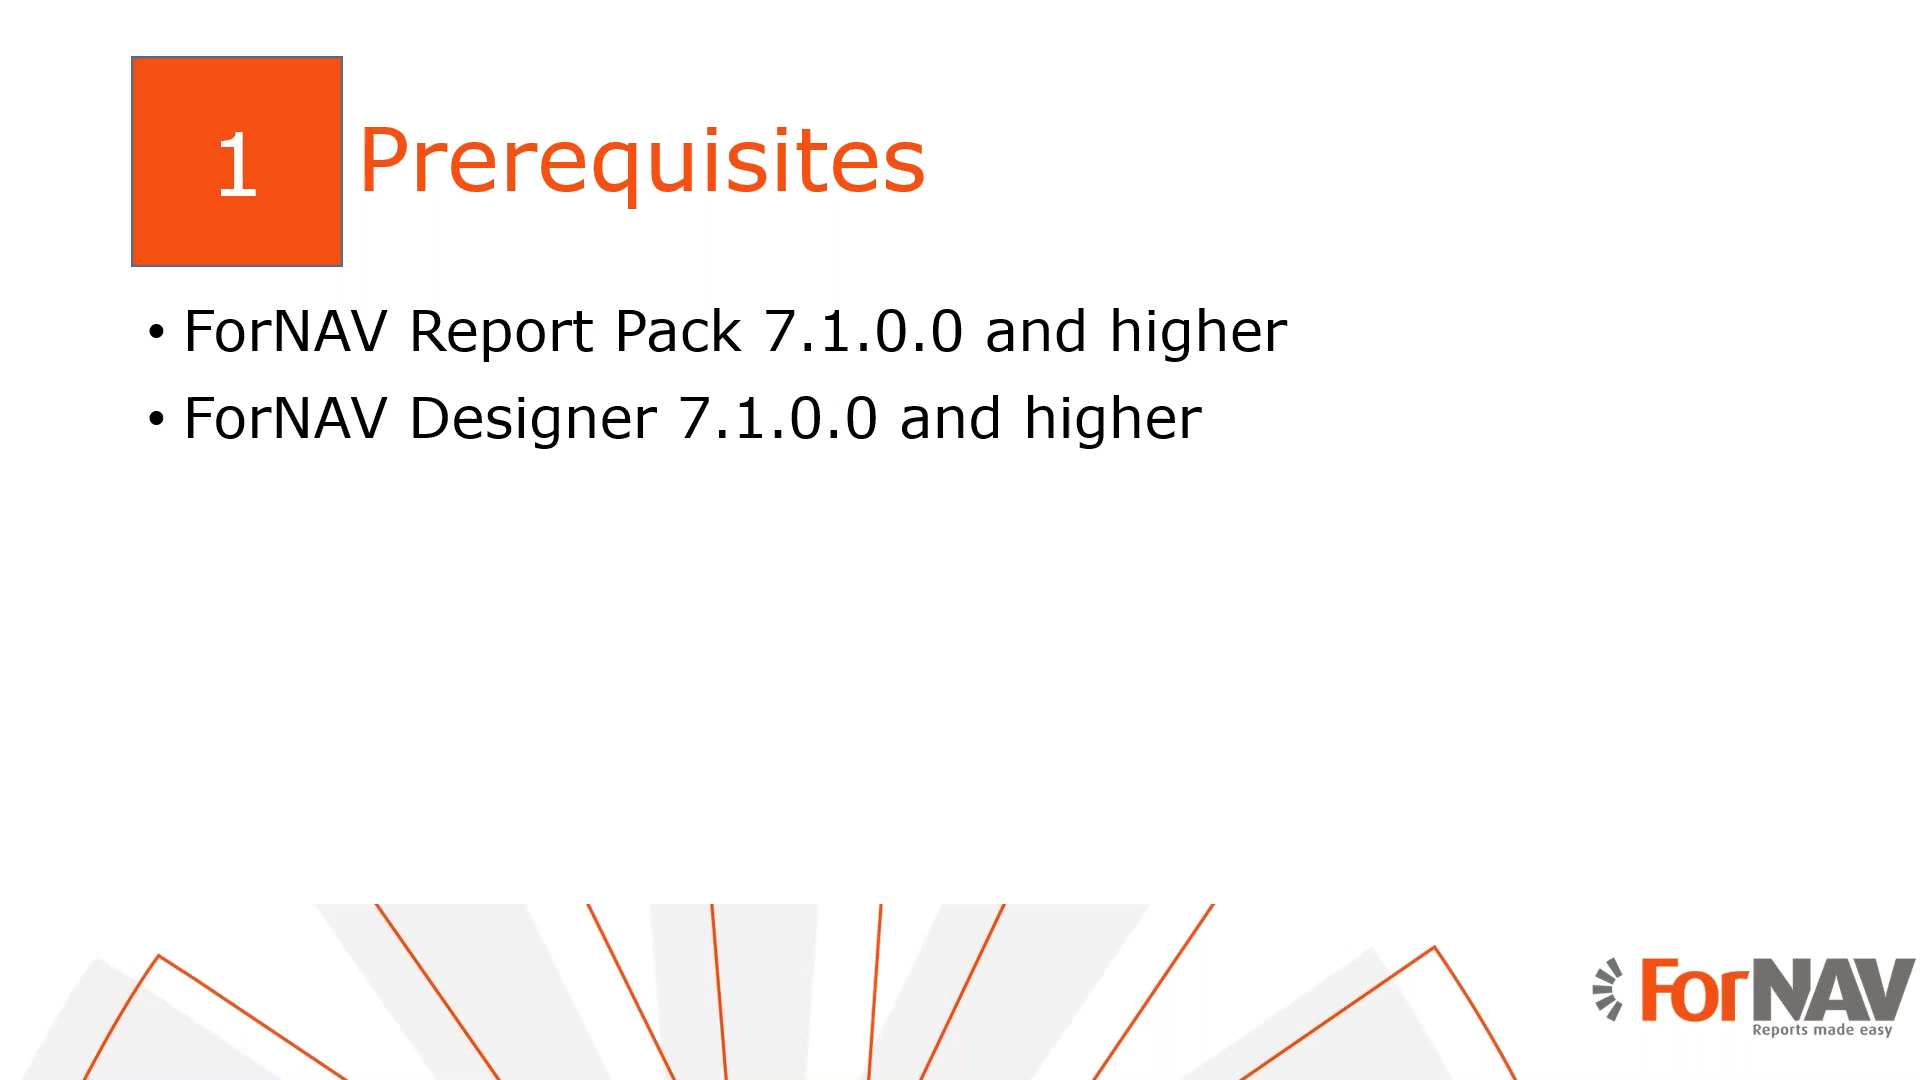 1
Prerequisites
• ForNAV Report Pack 7.1.0.0 and higher
• ForNAV Designer 7.1.0.0 and higher
ForNAV
Reports made easy